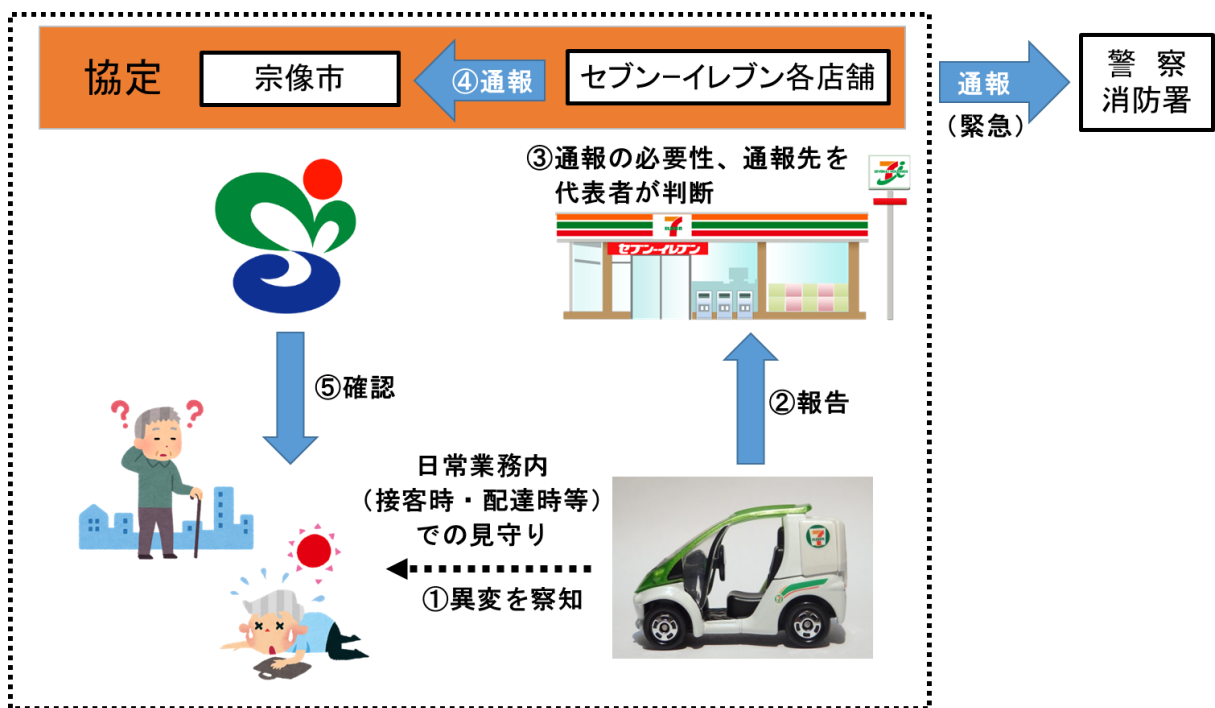 協定
宗像市
④通報
セブン−イレブン各店舗
通報
（緊急）
警 察
消防署
③通報の必要性、通報先を
代表者が判断
セブン-イレブン
⑤確認
②報告
日常業務内
（接客時・配達時等）
での見守り
①異変を察知
？
？